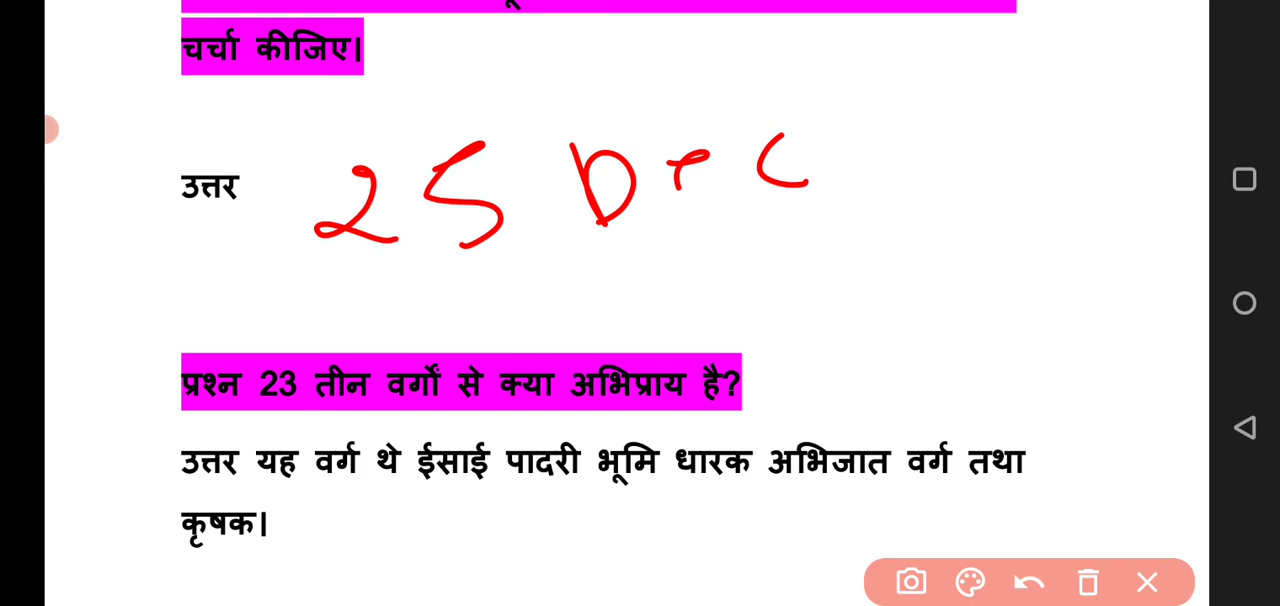 चर्चा कीजिए।
उत्तर 25 Dec
प्रश्न 23 तीन वर्गों से क्या अभिप्राय है?
उत्तर यह वर्ग थे ईसाई पादरी भूमि धारक अभिजात वर्ग तथा
कृषक।